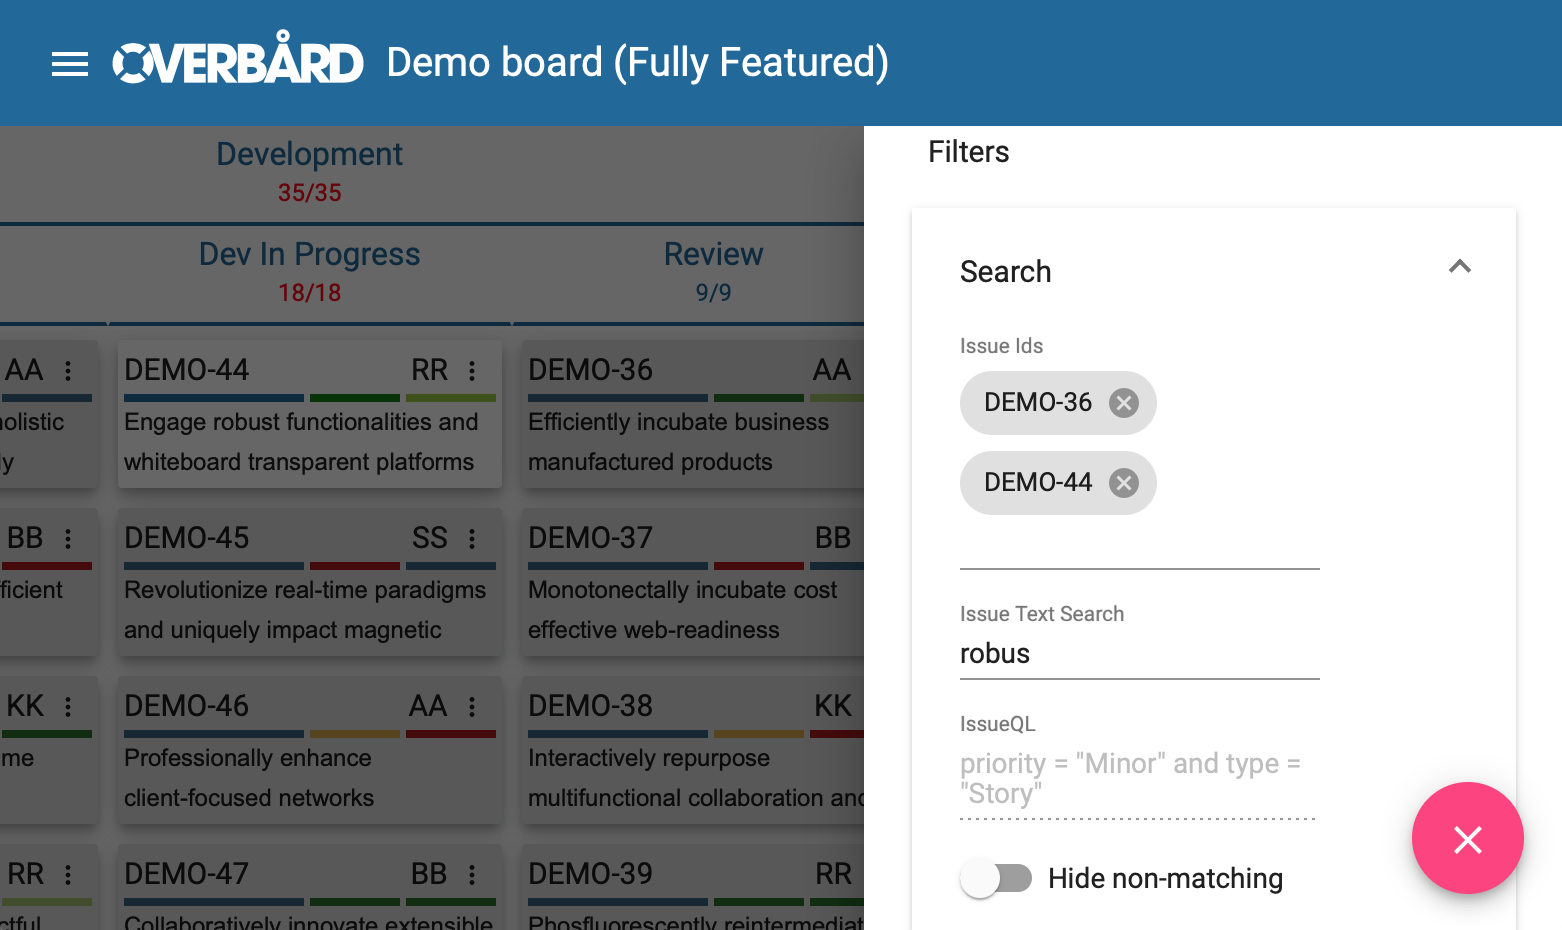 OVERBÅRD Demo board (Fully Featured)
Development
35/35
Dev In Progress
18/18
Review
9/9
AA
olistic
ly
DEMO-44 RR
Engage robust functionalities and
whiteboard transparent platforms
DEMO-36 AA
Efficiently incubate business
manufactured products
BB
ficient
DEMO-45 SS
Revolutionize real-time paradigms
and uniquely impact magnetic
DEMO-37 BB
Monotonectally incubate cost
effective web-readiness
KK
me
DEMO-46 AA
Professionally enhance
client-focused networks
DEMO-38 KK
Interactively repurpose
multifunctional collaboration and
RR
ctful
DEMO-47 BB
Collaboratively innovate extensible
DEMO-39 RR
Phosfluorescently reintermediat
Filters
Search
Issue Ids
DEMO-36
DEMO-44
Issue Text Search
robus
IssueQL
priority = "Minor" and type =
"Story"
Hide non-matching